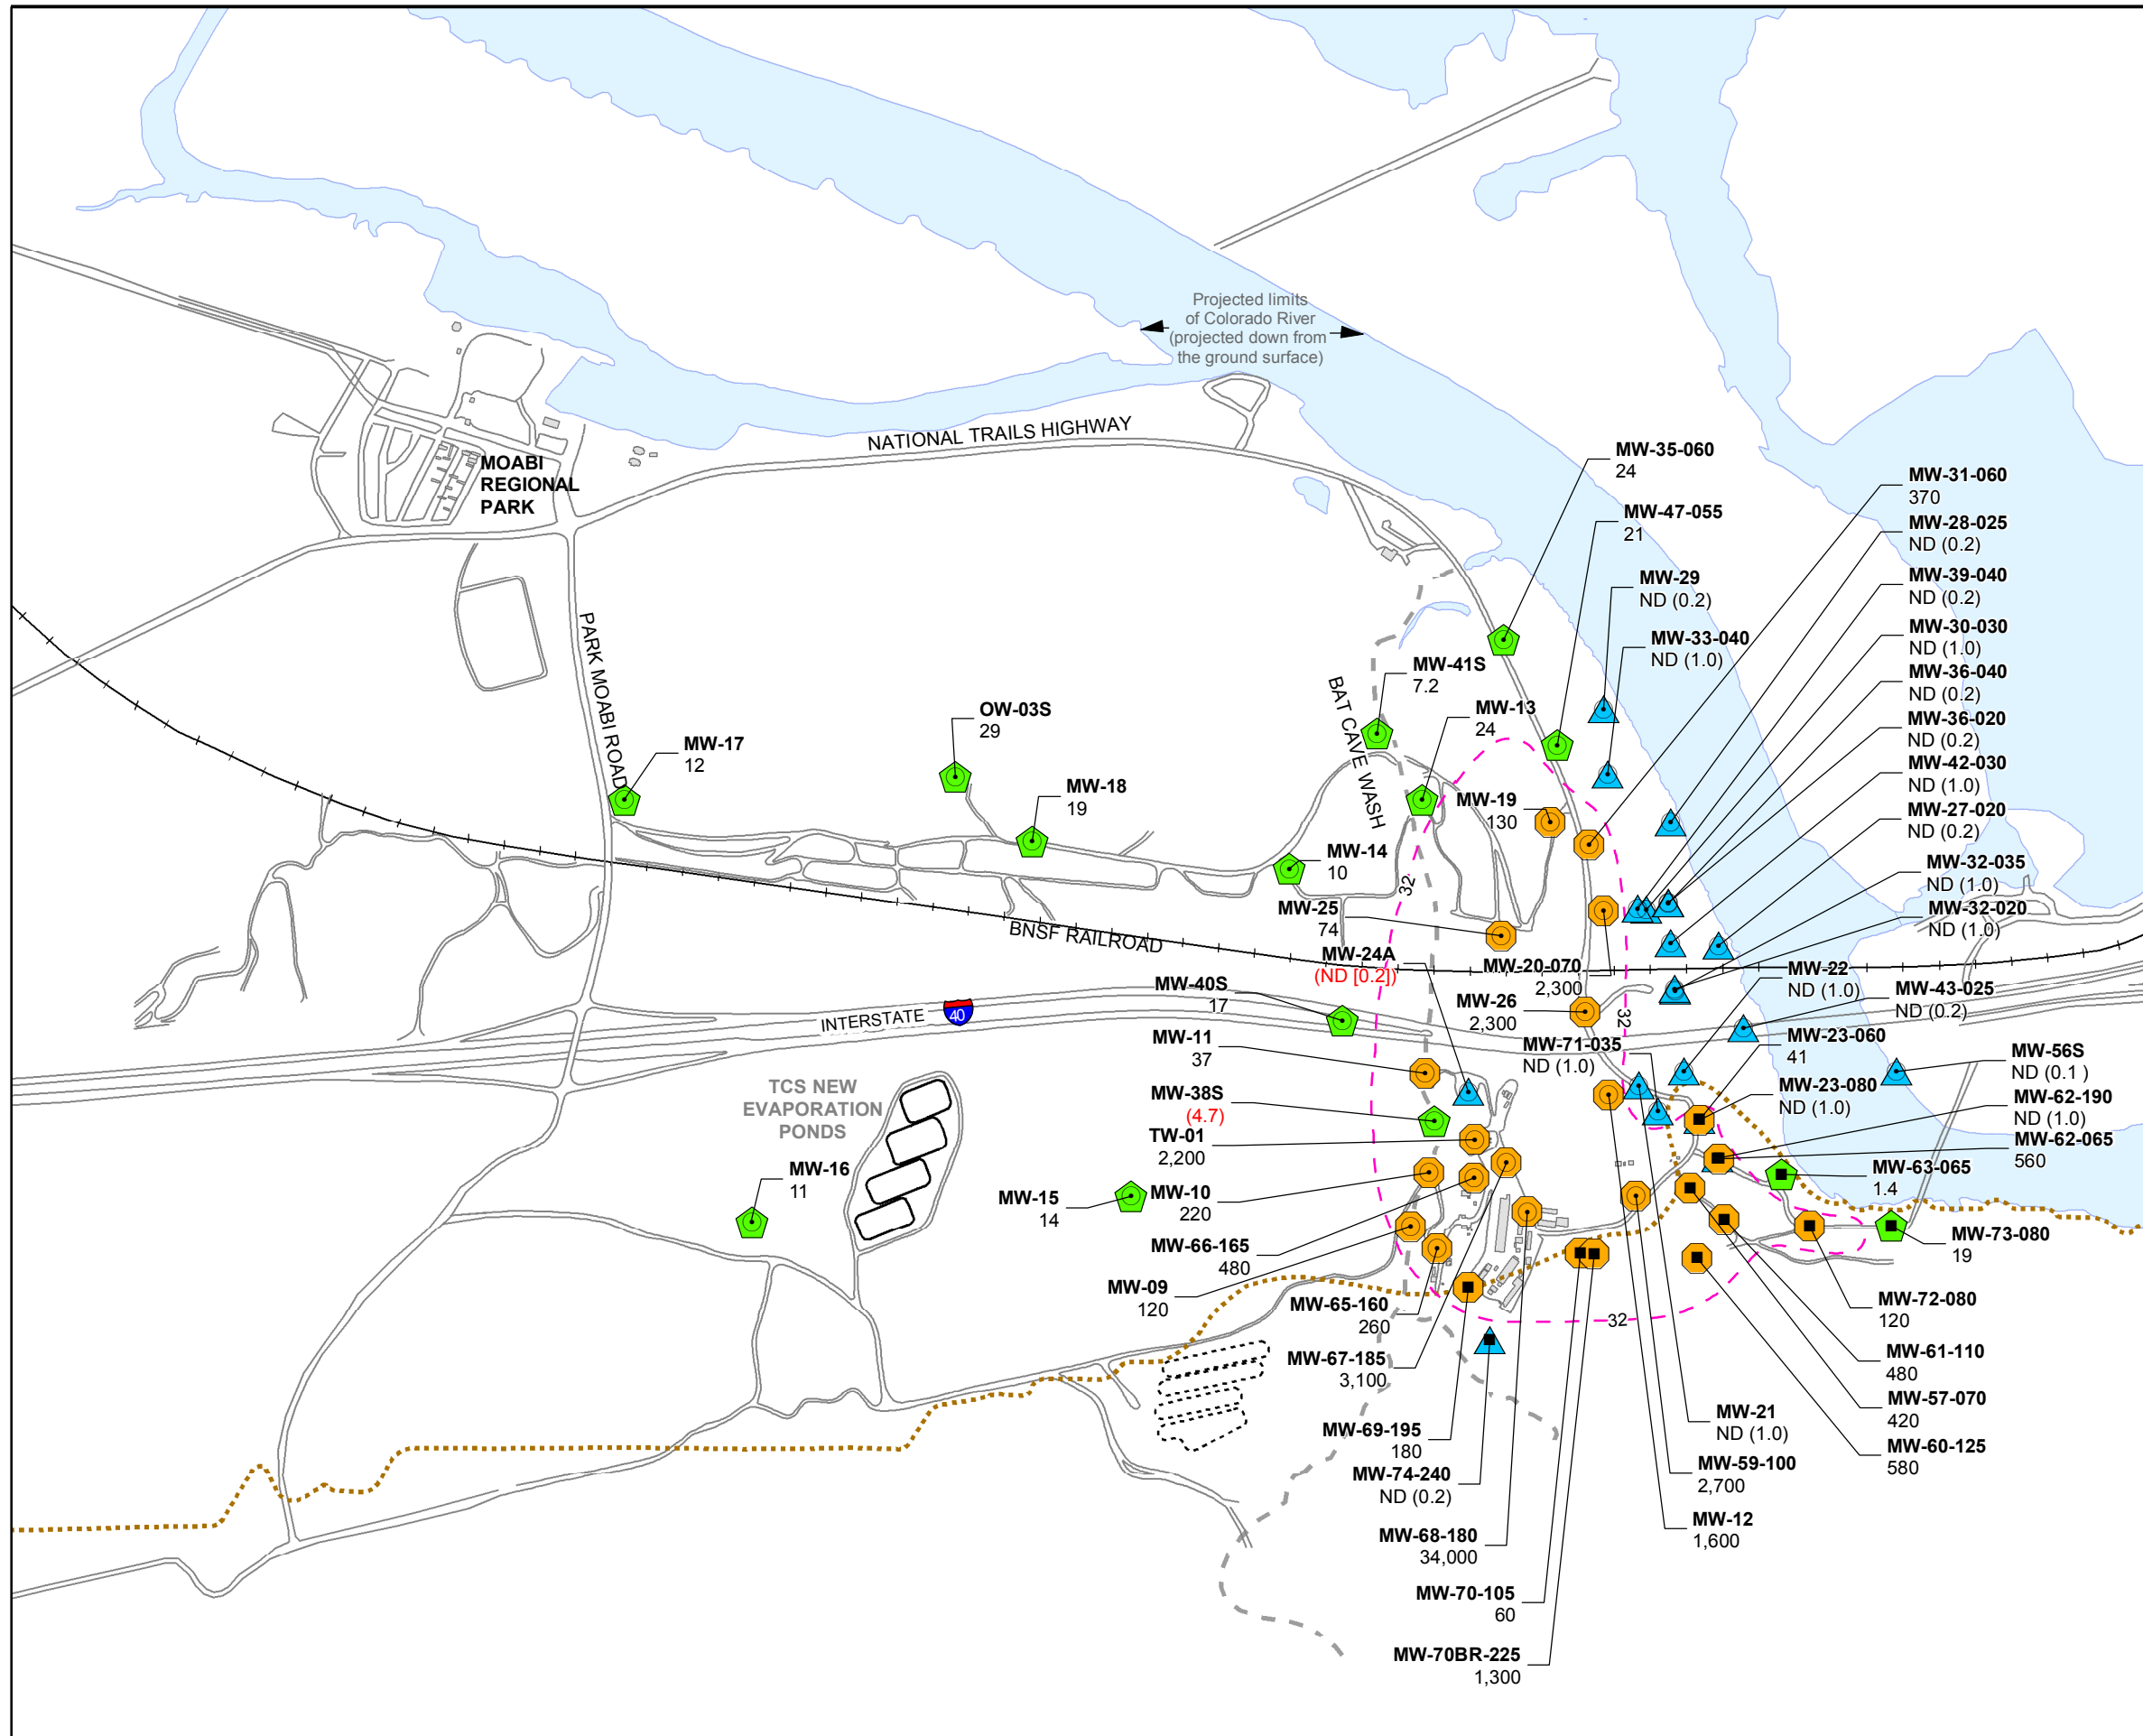 Projected limits
of Colorado River
(projected down from
the ground surface)
NATIONAL TRAILS HIGHWAY
MOABI
REGIONAL
PARK
PARK MOABI ROAD
MW-35-060
24
MW-47-055
21
MW-29
ND (0.2)
MW-33-040
ND (1.0)
MW-31-060
370
MW-28-025
ND (0.2)
MW-39-040
ND (0.2)
MW-30-030
ND (1.0)
MW-36-040
ND (0.2)
MW-36-020
ND (0.2)
MW-42-030
ND (1.0)
MW-27-020
ND (0.2)
MW-32-035
ND (1.0)
MW-32-020
ND (1.0)
MW-41S
7.2
BAT CAVE WASH
MW-13
24
OW-03S
29
MW-17
12
MW-18
19
MW-19
130
MW-14
10
32
MW-25
74
BNSF RAILROAD
MW-24A
(ND [0.2])
MW-20-070
2,300
MW-22
ND (1.0)
MW-43-025
ND (0.2)
MW-40S
17
MW-26
2,300
32
INTERSTATE
40
MW-11
37
MW-71-035
ND (1.0)
MW-23-060
41
MW-56S
ND (0.1 )
MW-23-080
ND (1.0)
MW-62-190
ND (1.0)
TCS NEW
EVAPORATION
PONDS
MW-38S
(4.7)
TW-01
2,200
MW-62-065
560
MW-63-065
1.4
MW-16
11
MW-15
14
MW-10
220
MW-73-080
19
MW-66-165
480
MW-09
120
MW-65-160
260
32
MW-72-080
120
MW-67-185
3,100
MW-61-110
480
MW-57-070
420
MW-69-195
180
MW-21
ND (1.0)
MW-60-125
580
MW-74-240
ND (0.2)
MW-59-100
2,700
MW-68-180
34,000
MW-12
1,600
MW-70-105
60
MW-70BR-225
1,300